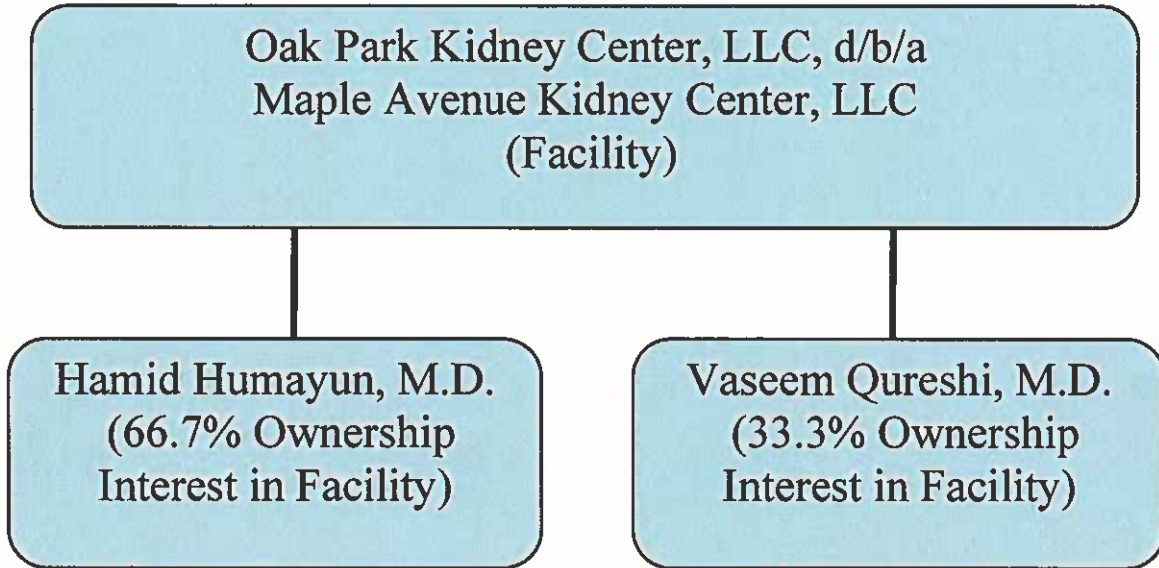 Oak Park Kidney Center, LLC, d/b/a
Maple Avenue Kidney Center, LLC
(Facility)
Hamid Humayun, M.D.
(66.7% Ownership
Interest in Facility)
Vaseem Qureshi, M.D.
(33.3% Ownership
Interest in Facility)